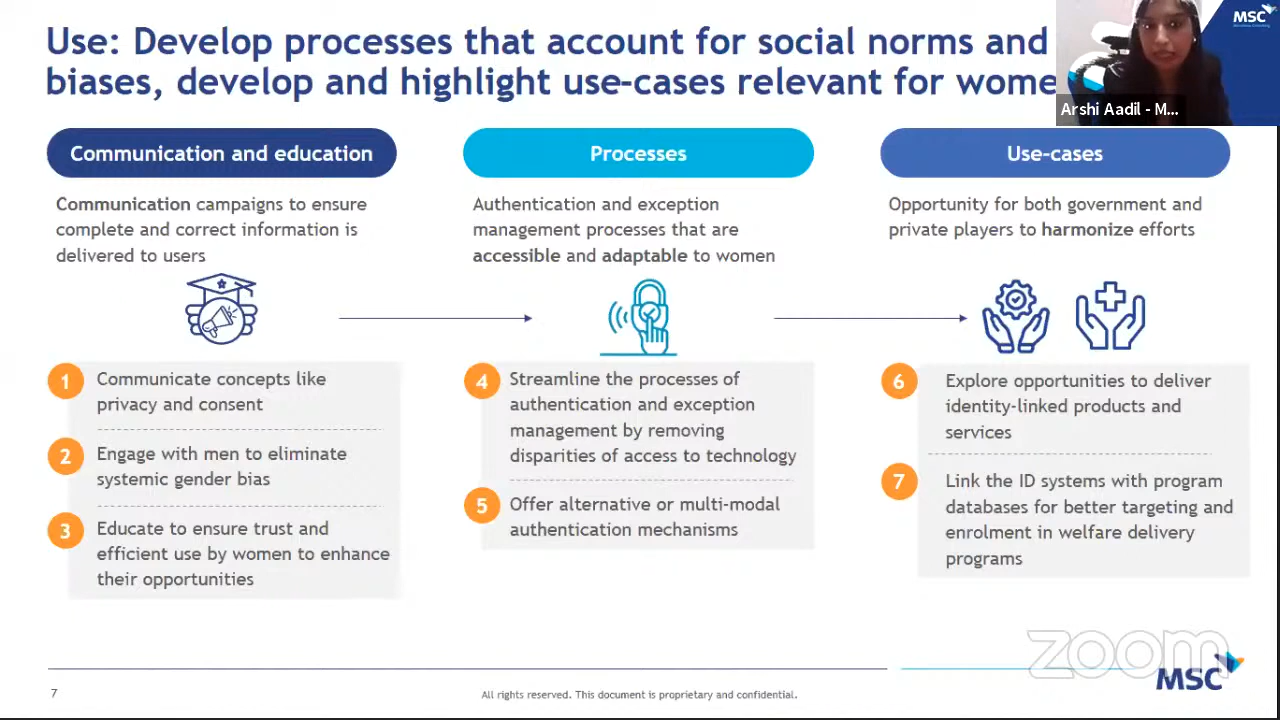 Use: Develop processes that account for social norms and
biases, develop and highlight use-cases relevant for wome
MSC
Arshi Aadil - M...
Communication and education
Communication campaigns to ensure
complete and correct information is
delivered to users
1 Communicate concepts like
privacy and consent
2 Engage with men to eliminate
systemic gender bias
3 Educate to ensure trust and
efficient use by women to enhance
their opportunities
Processes
Authentication and exception
management processes that are
accessible and adaptable to women
4 Streamline the processes of
authentication and exception
management by removing
disparities of access to technology
5 Offer alternative or multi-modal
authentication mechanisms
Use-cases
Opportunity for both government and
private players to harmonize efforts
6 Explore opportunities to deliver
identity-linked products and
services
7 Link the ID systems with program
databases for better targeting and
enrolment in welfare delivery
programs
zoom
MSC
7
All rights reserved. This document is proprietary and confidential.